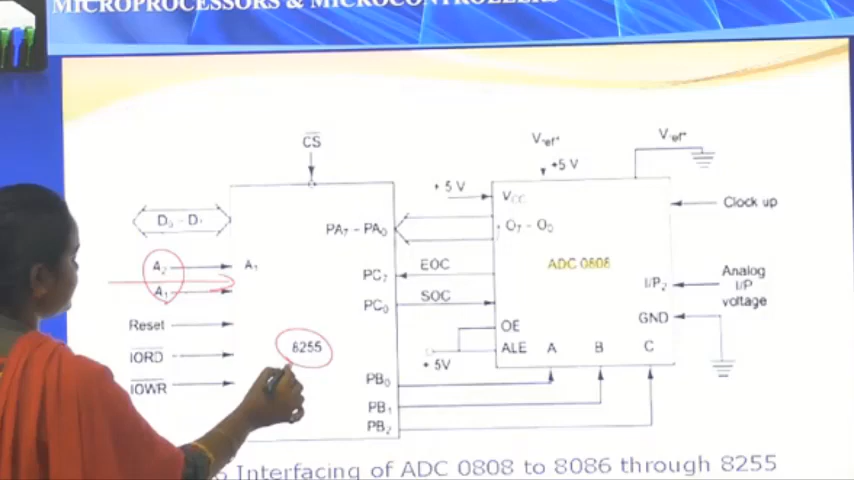 MICROPROCESSORS & MICROCONTROLLERS
CS
Vref+
Vref-
+5 V
+ 5 V
VCC
Clock up
D0 – D7
PA7 – PA0
O7 – O0
A2
A1
EOC
ADC 0808
PC7
Analog
I/P
voltage
I/P2
A1
SOC
PC0
GND
Reset
OE
8255
ALE A B C
IORD
+ 5V
IOWR
PB0
PB1
PB2
Interfacing of ADC 0808 to 8086 through 8255